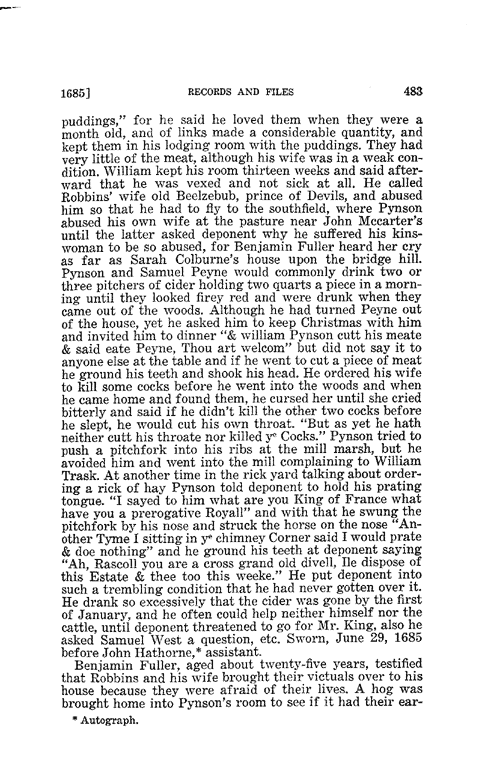 1685]
RECORDS AND FILES
483
puddings," for he said he loved them when they were a
month old, and of links made a considerable quantity, and
kept them in his lodging room with the puddings. They had
very little of the meat, although his wife was in a weak con-
dition. William kept his room thirteen weeks and said after-
ward that he was vexed and not sick at all. He called
Robbins' wife old Beelzebub, prince of Devils, and abused
him so that he had to fly to the southfield, where Pynson
abused his own wife at the pasture near John Mccarter's
until the latter asked deponent why he suffered his kins-
woman to be so abused, for Benjamin Fuller heard her cry
as far as Sarah Colburne's house upon the bridge hill.
Pynson and Samuel Peyne would commonly drink two or
three pitchers of cider holding two quarts a piece in a morn-
ing until they looked firey red and were drunk when they
came out of the woods. Although he had turned Peyne out
of the house, yet he asked him to keep Christmas with him
and invited him to dinner "& william Pynson cutt his meate
& said eate Peyne, Thou art welcom" but did not say it to
anyone else at the table and if he went to cut a piece of meat
he ground his teeth and shook his head. He ordered his wife
to kill some cocks before he went into the woods and when
he came home and found them, he cursed her until she cried
bitterly and said if he didn't kill the other two cocks before
he slept, he would cut his own throat. "But as yet he hath
neither cutt his throate nor killed yᵉ Cocks." Pynson tried to
push a pitchfork into his ribs at the mill marsh, but he
avoided him and went into the mill complaining to William
Trask. At another time in the rick yard talking about order-
ing a rick of hay Pynson told deponent to hold his prating
tongue. "I sayed to him what are you King of France what
have you a prerogative Royall" and with that he swung the
pitchfork by his nose and struck the horse on the nose "An-
other Tyme I sitting in yᵉ chimney Corner said I would prate
& doe nothing" and he ground his teeth at deponent saying
"Ah, Rascoll you are a cross grand old divell, Ile dispose of
this Estate & thee too this weeke." He put deponent into
such a trembling condition that he had never gotten over it.
He drank so excessively that the cider was gone by the first
of January, and he often could help neither himself nor the
cattle, until deponent threatened to go for Mr. King, also he
asked Samuel West a question, etc. Sworn, June 29, 1685
before John Hathorne,* assistant.
Benjamin Fuller, aged about twenty-five years, testified
that Robbins and his wife brought their victuals over to his
house because they were afraid of their lives. A hog was
brought home into Pynson's room to see if it had their ear-
* Autograph.